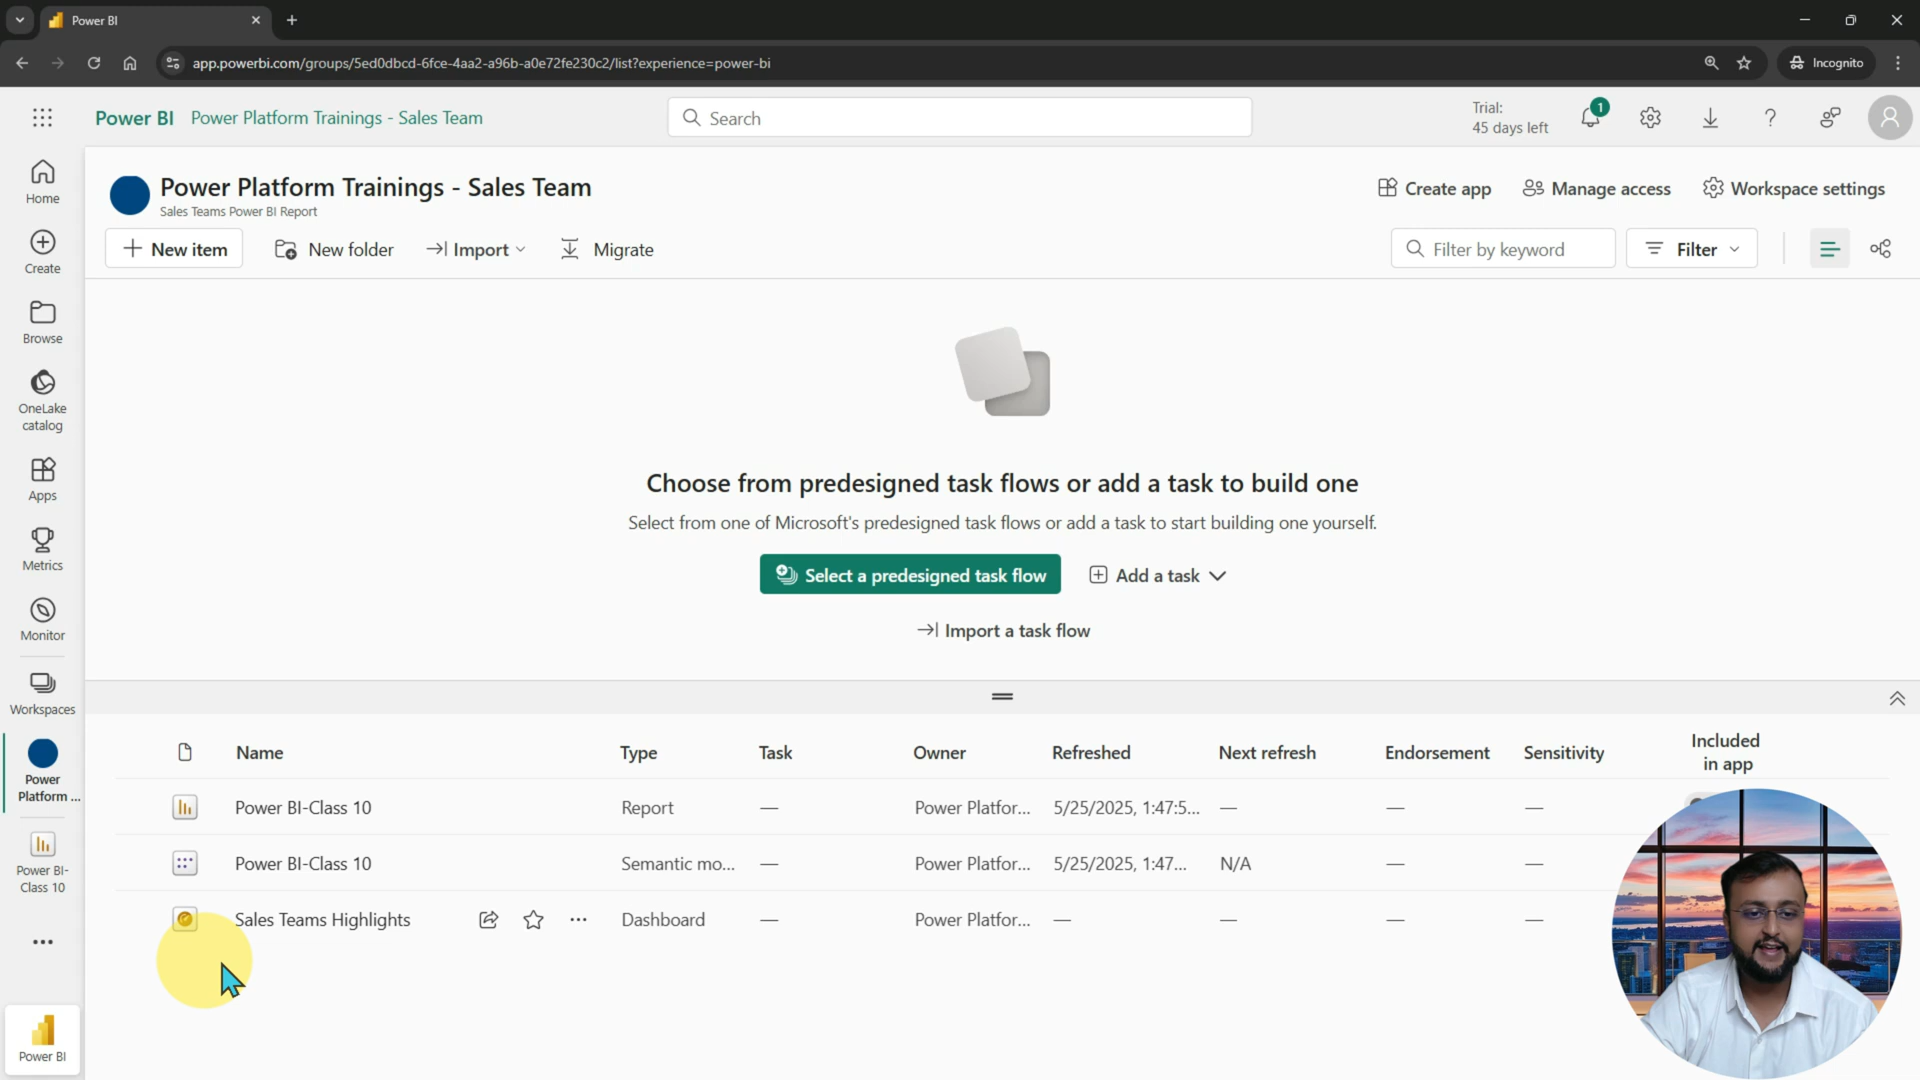 Power BI
app.powerbi.com/groups/5ed0dbcd-6fce-4aa2-a96b-a0e72fe230c2/list?experience=power-bi
Incognito
Power BI
Power Platform Trainings - Sales Team
Search
Trial:
45 days left
1
Power Platform Trainings - Sales Team
Sales Teams Power BI Report
Create app
Manage access
Workspace settings
New item
New folder
Import
Migrate
Filter by keyword
Filter
Home
Create
Browse
OneLake
catalog
Apps
Metrics
Monitor
Workspaces
Power
Platform ...
Power BI-
Class 10
Power BI
Choose from predesigned task flows or add a task to build one
Select from one of Microsoft's predesigned task flows or add a task to start building one yourself.
Select a predesigned task flow
Add a task
Import a task flow
Name Type Task Owner Refreshed Next refresh Endorsement Sensitivity Included in app
Power BI-Class 10 Report — Power Platfor... 5/25/2025, 1:47:5... — — —
Power BI-Class 10 Semantic mo... — Power Platfor... 5/25/2025, 1:47... N/A — —
Sales Teams Highlights Dashboard — Power Platfor... — — — —